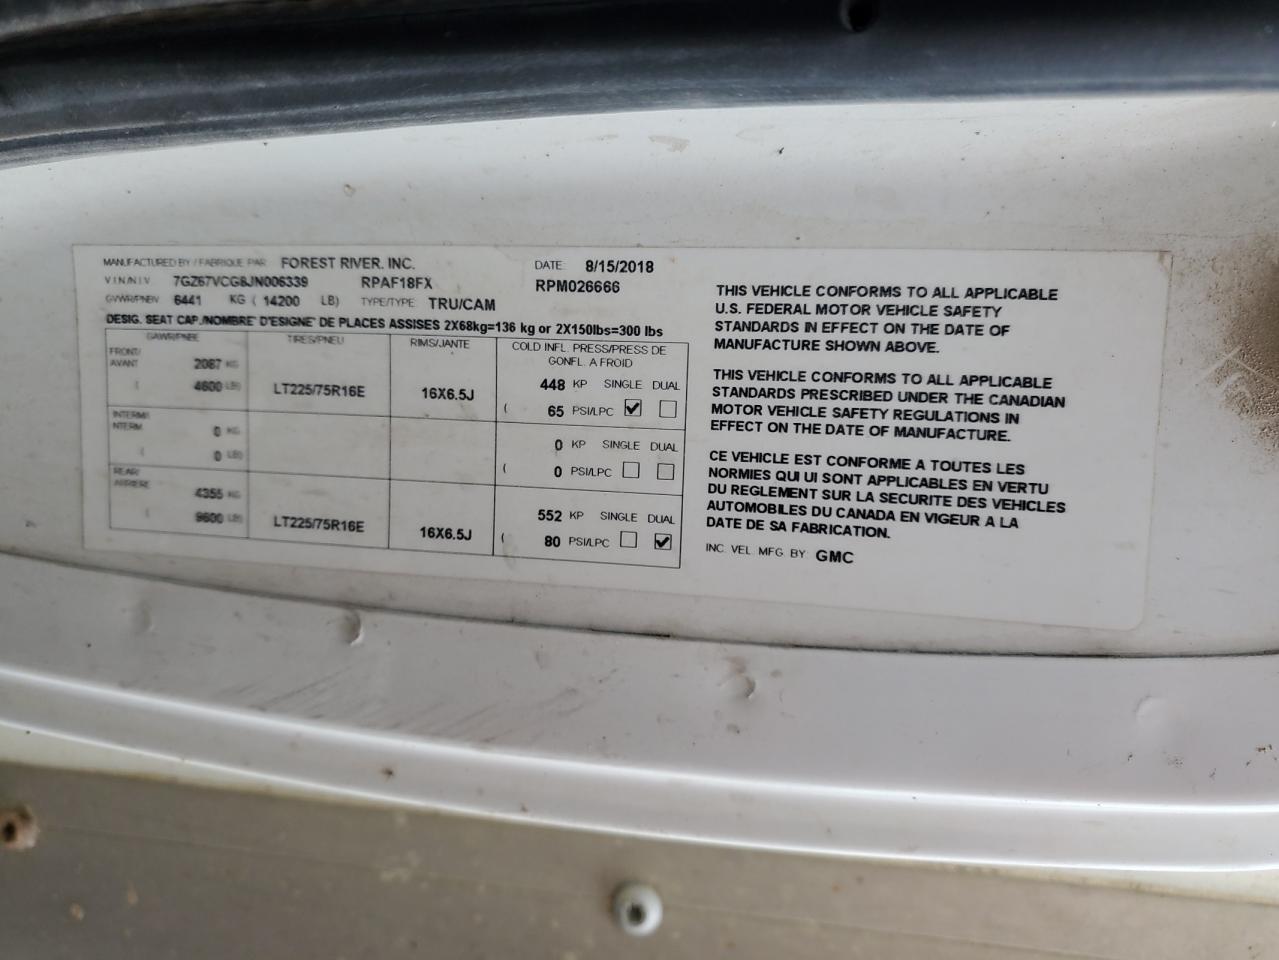 MANUFACTURED BY / FABRIQUE PAR FOREST RIVER, INC. DATE: 8/15/2018
V I N/N I V 7GZ67VCG8JN006339 RPAF18FX RPM026666
GVWR/PNBV 6441 KG ( 14200 LB) TYPE/TYPE TRU/CAM
DESIG. SEAT CAP./NOMBRE D'ESIGNE' DE PLACES ASSISES 2X68kg=136 kg or 2X150lbs=300 lbs
GAWR/PNBE TIRES/PNEU RIMS/JANTE COLD INFL. PRESS/PRESS DE
GONFL. A FROID
FRONT/
AVANT 2087 KG 448 KP SINGLE DUAL
( 4600 LB) LT225/75R16E 16X6.5J ( 65 PSI/LPC
INTERM/
INTERM 0 KG 0 KP SINGLE DUAL
( 0 LB) ( 0 PSI/LPC
REAR/
ARRIERE 4355 KG 552 KP SINGLE DUAL
( 9600 LB) LT225/75R16E 16X6.5J ( 80 PSI/LPC
THIS VEHICLE CONFORMS TO ALL APPLICABLE
U.S. FEDERAL MOTOR VEHICLE SAFETY
STANDARDS IN EFFECT ON THE DATE OF
MANUFACTURE SHOWN ABOVE.
THIS VEHICLE CONFORMS TO ALL APPLICABLE
STANDARDS PRESCRIBED UNDER THE CANADIAN
MOTOR VEHICLE SAFETY REGULATIONS IN
EFFECT ON THE DATE OF MANUFACTURE.
CE VEHICLE EST CONFORME A TOUTES LES
NORMIES QUI UI SONT APPLICABLES EN VERTU
DU REGLEMENT SUR LA SECURITE DES VEHICLES
AUTOMOBILES DU CANADA EN VIGEUR A LA
DATE DE SA FABRICATION.
INC. VEL. MFG. BY: GMC